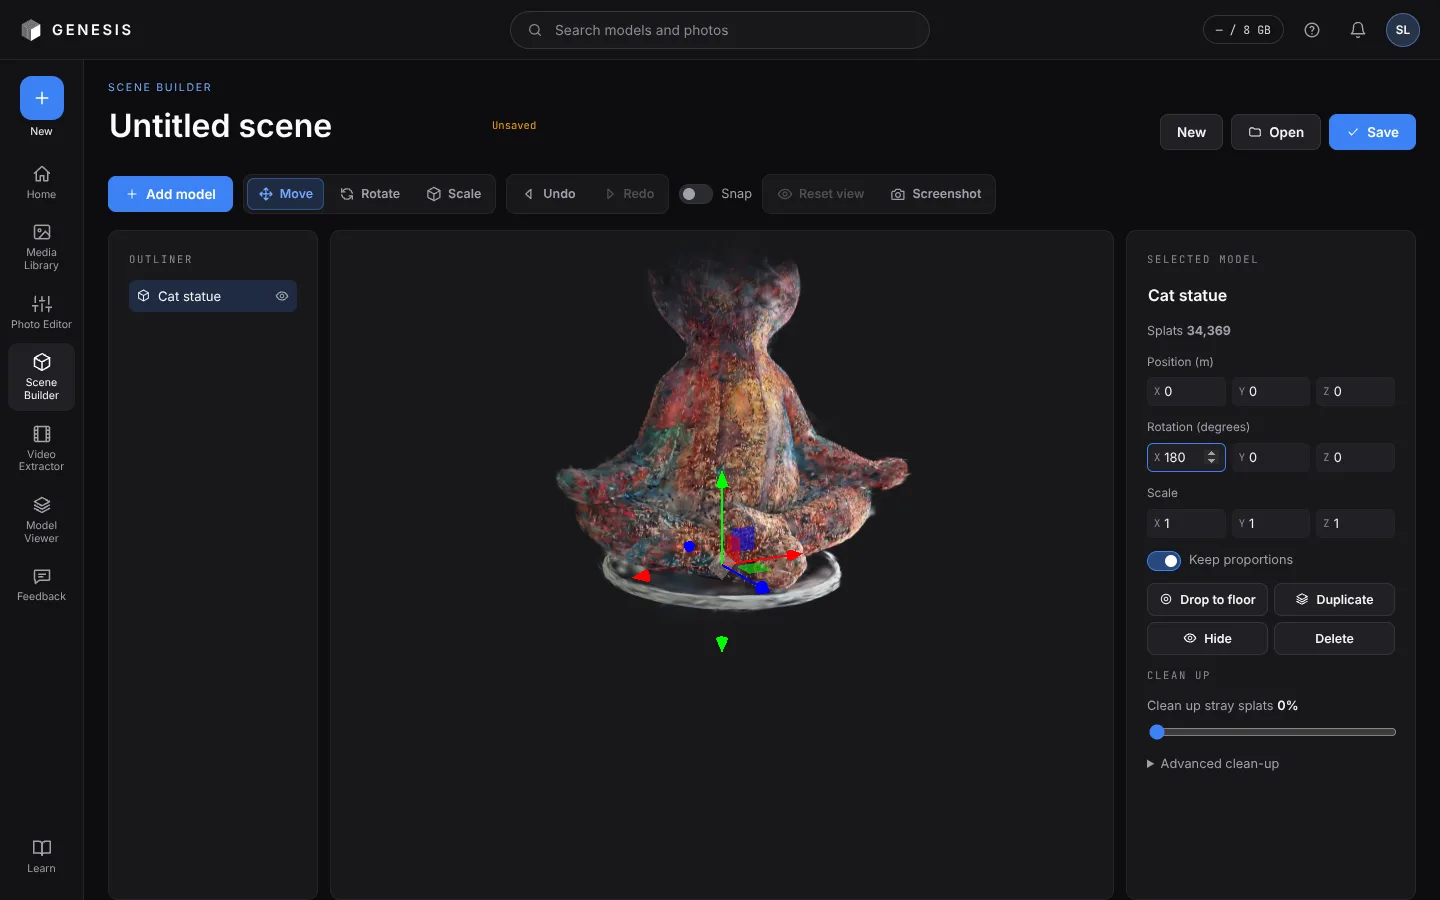 GENESIS
Search models and photos
– / 8 GB
SL
New
Home
Media
Library
Photo Editor
Scene
Builder
Video
Extractor
Model
Viewer
Feedback
Learn
SCENE BUILDER
Untitled scene
Unsaved
New
Open
Save
Add model
Move
Rotate
Scale
Undo
Redo
Snap
Reset view
Screenshot
OUTLINER
Cat statue
SELECTED MODEL
Cat statue
Splats 34,369
Position (m)
X 0 Y 0 Z 0
Rotation (degrees)
X 180 Y 0 Z 0
Scale
X 1 Y 1 Z 1
Keep proportions
Drop to floor
Duplicate
Hide
Delete
CLEAN UP
Clean up stray splats 0%
Advanced clean-up